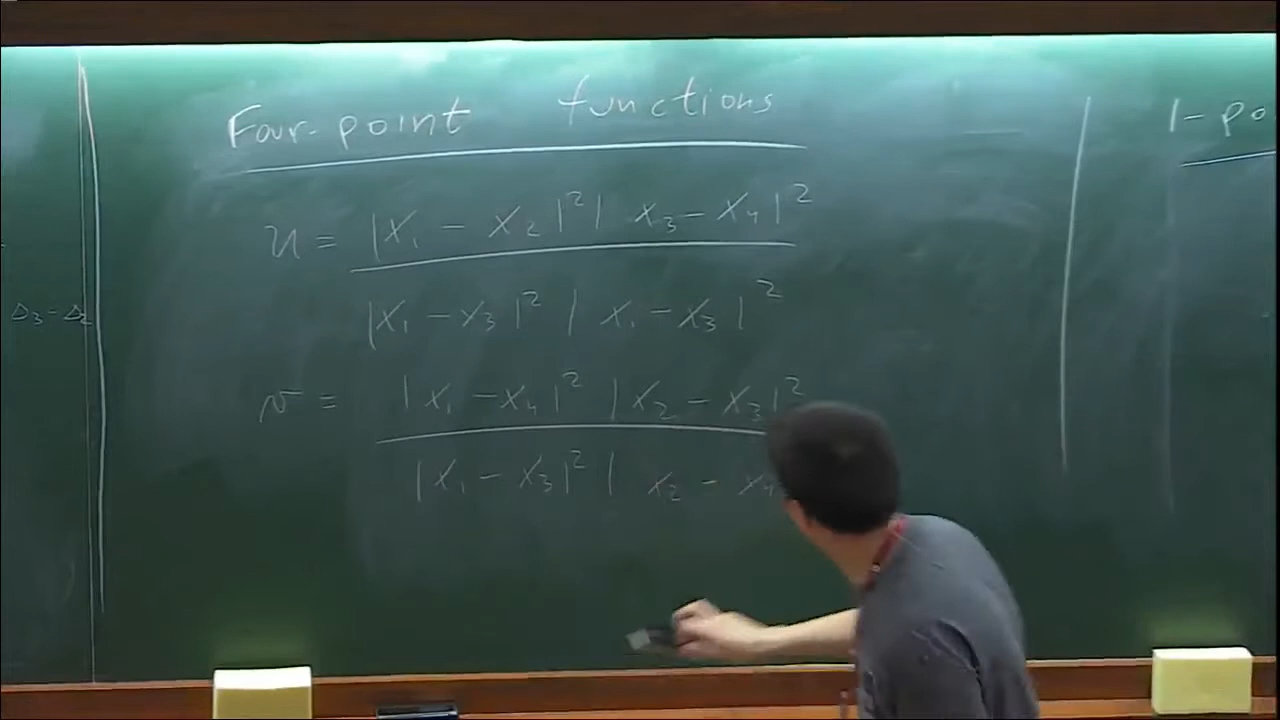 Four-point functions
1-po
u = |x₁ - x₂|² | x₃ - x₄|²
|x₁ - x₃|² | x₁ - x₃|²
Δ₃ - Δ₂
v = |x₁ - x₄|² |x₂ - x₃|²
|x₁ - x₃|² | x₂ - x₄